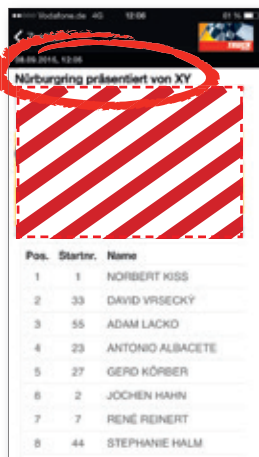 Vodafone.de 4G 12:06 81 %
08.09.2015, 12:05
Nürburgring präsentiert von XY
Pos. Startnr. Name
1 1 NORBERT KISS
2 33 DAVID VRSECKÝ
3 55 ADAM LACKO
4 23 ANTONIO ALBACETE
5 27 GERD KÖRBER
6 2 JOCHEN HAHN
7 7 RENÉ REINERT
8 44 STEPHANIE HALM